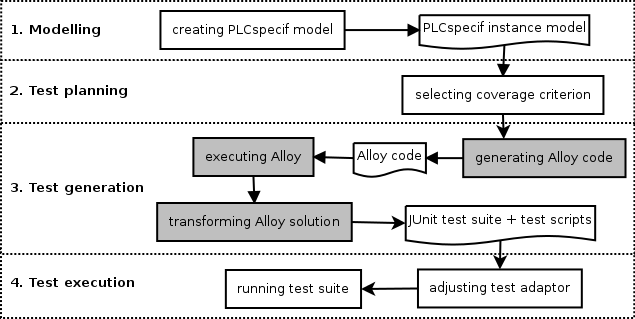 1. Modelling
creating PLCspecif model
PLCspecif instance model
2. Test planning
selecting coverage criterion
3. Test generation
executing Alloy
Alloy code
generating Alloy code
transforming Alloy solution
JUnit test suite + test scripts
4. Test execution
running test suite
adjusting test adaptor